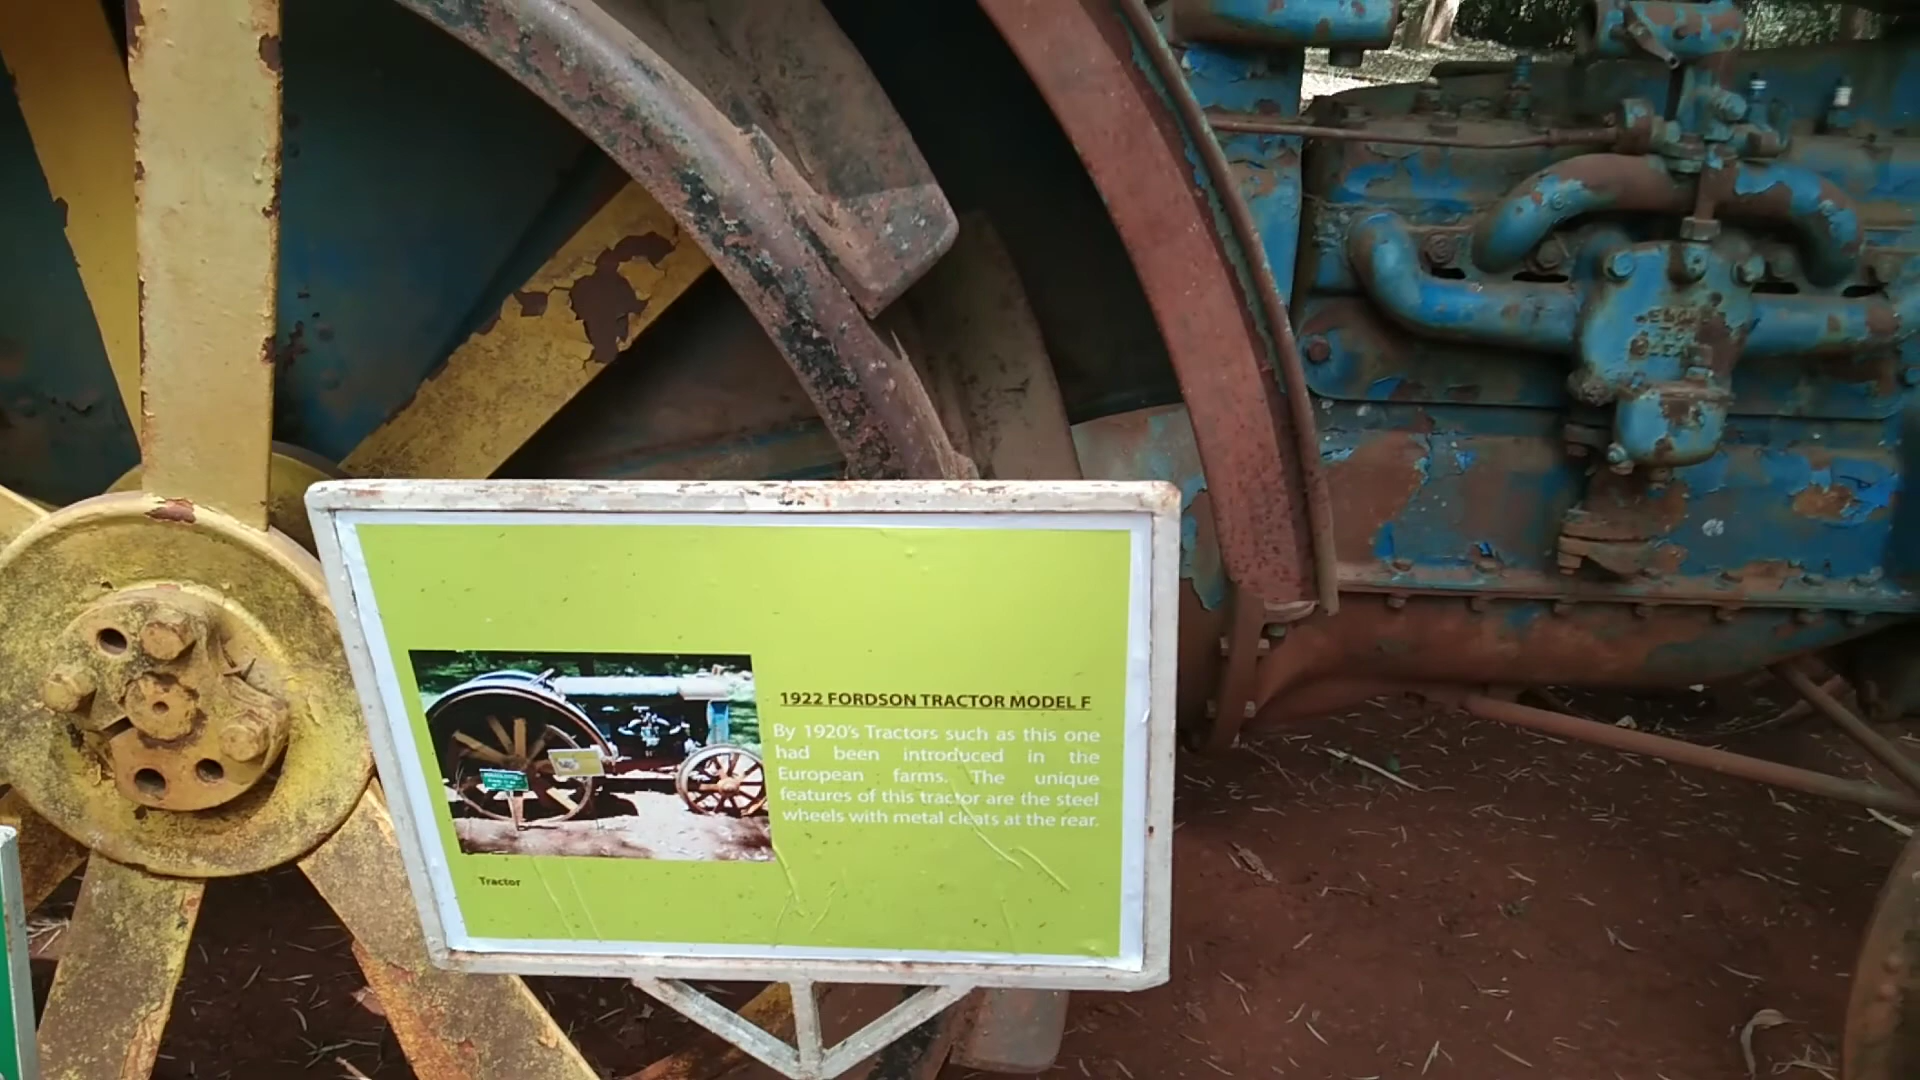 1922 FORDSON TRACTOR MODEL F
By 1920's Tractors such as this one
had been introduced in the
European farms. The unique
features of this tractor are the steel
wheels with metal cleats at the rear.
Tractor